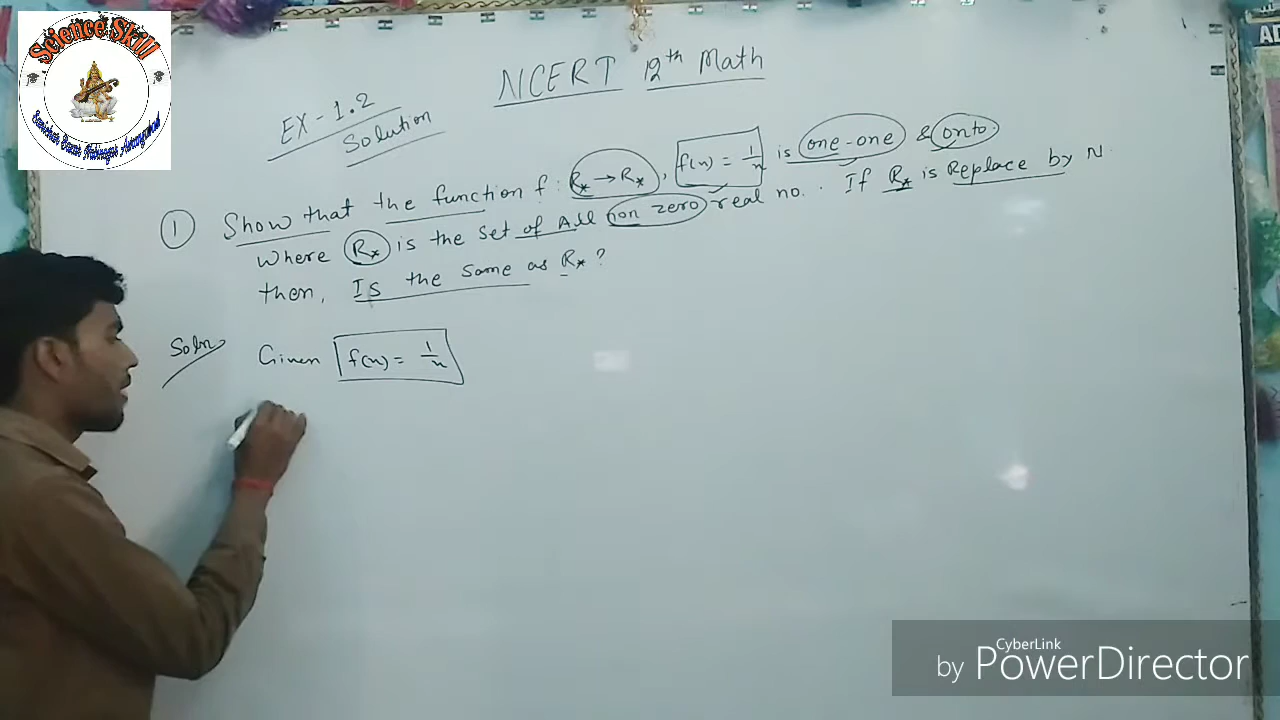 Science Skill
NCERT 12th Math
EX-1.2
Solution
① Show that the function f: R* → R*, f(x) = 1/x is one-one & onto
where R* is the set of All non zero real no. If R* is Replace by N.
then, Is the same as R*?
Soln Given f(x) = 1/x
AD
CyberLink
by PowerDirector